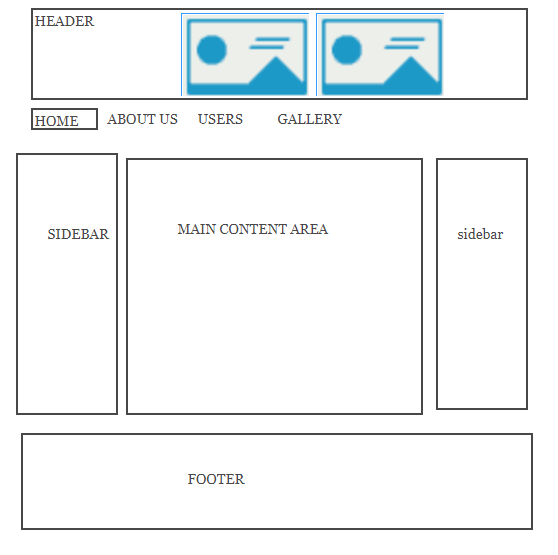 HEADER
HOME ABOUT US USERS GALLERY
SIDEBAR MAIN CONTENT AREA sidebar
FOOTER